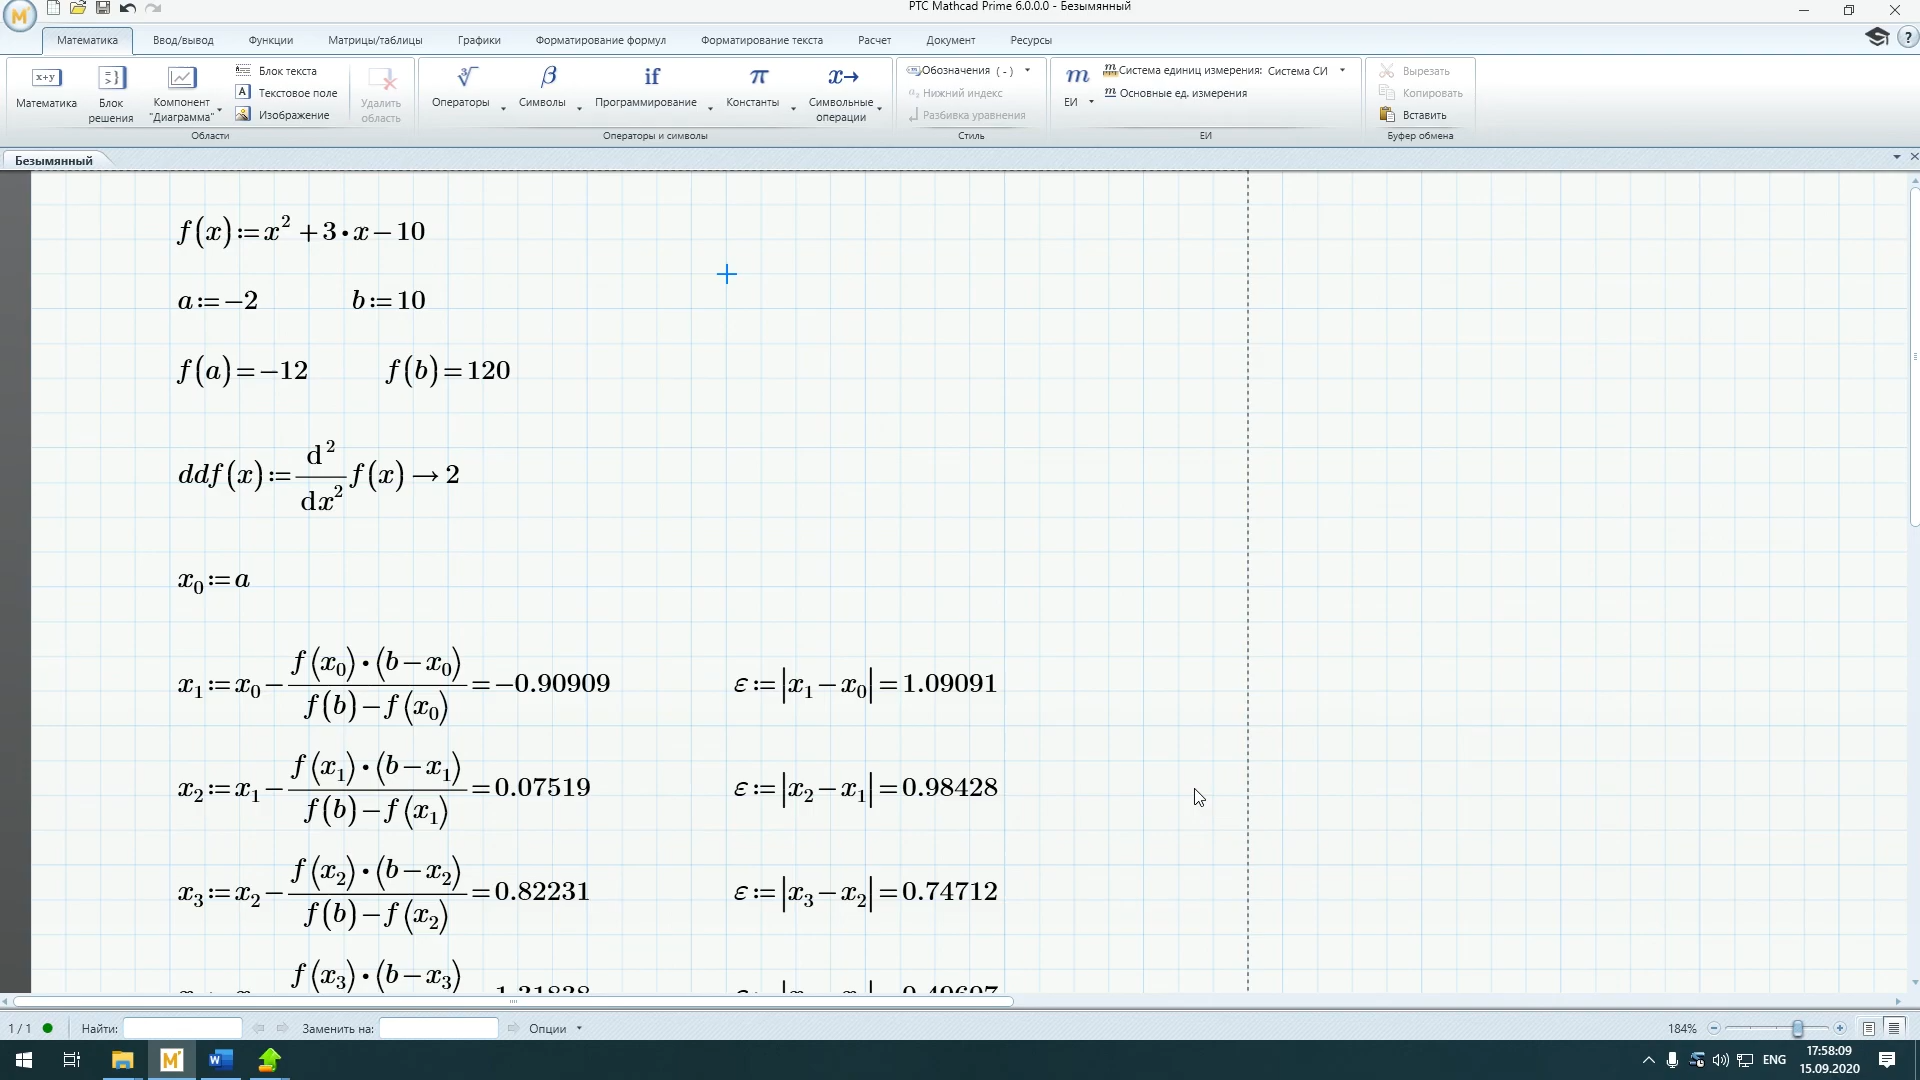 PTC Mathcad Prime 6.0.0.0 - Безымянный
Математика Ввод/вывод Функции Матрицы/таблицы Графики Форматирование формул Форматирование текста Расчет Документ Ресурсы
Математика
Блок решения
Компонент "Диаграмма"
Блок текста
Текстовое поле
Изображение
Удалить область
Области
Операторы
Символы
if Программирование
π Константы
Символьные операции
Операторы и символы
Обозначения ( - )
Нижний индекс
Разбивка уравнения
Стиль
ЕИ
Система единиц измерения: Система СИ
Основные ед. измерения
ЕИ
Вырезать
Копировать
Вставить
Буфер обмена
Безымянный
f(x):=x²+3·x−10
a:=−2 b:=10
f(a)=−12 f(b)=120
ddf(x):=d²/dx² f(x)→2
x₀:=a
x₁:=x₀−f(x₀)·(b−x₀)/f(b)−f(x₀)=−0.90909 ε:=|x₁−x₀|=1.09091
x₂:=x₁−f(x₁)·(b−x₁)/f(b)−f(x₁)=0.07519 ε:=|x₂−x₁|=0.98428
x₃:=x₂−f(x₂)·(b−x₂)/f(b)−f(x₂)=0.82231 ε:=|x₃−x₂|=0.74712
f(x₃)·(b−x₃)
1/1 Найти: Заменить на: Опции 184%
ENG 17:58:09
15.09.2020